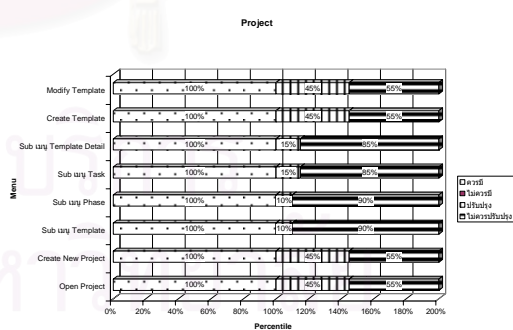 Project
Modify Template 100% 45% 55%
Create Template 100% 45% 55%
Sub เมนู Template Detail 100% 15% 85%
Sub เมนู Task 100% 15% 85%
Sub เมนู Phase 100% 10% 90%
Sub เมนู Template 100% 10% 90%
Create New Project 100% 45% 55%
Open Project 100% 45% 55%
Menu
0% 20% 40% 60% 80% 100% 120% 140% 160% 180% 200%
Percentile
ควรมี
ไม่ควรมี
ปรับปรุง
ไม่ควรปรับปรุง